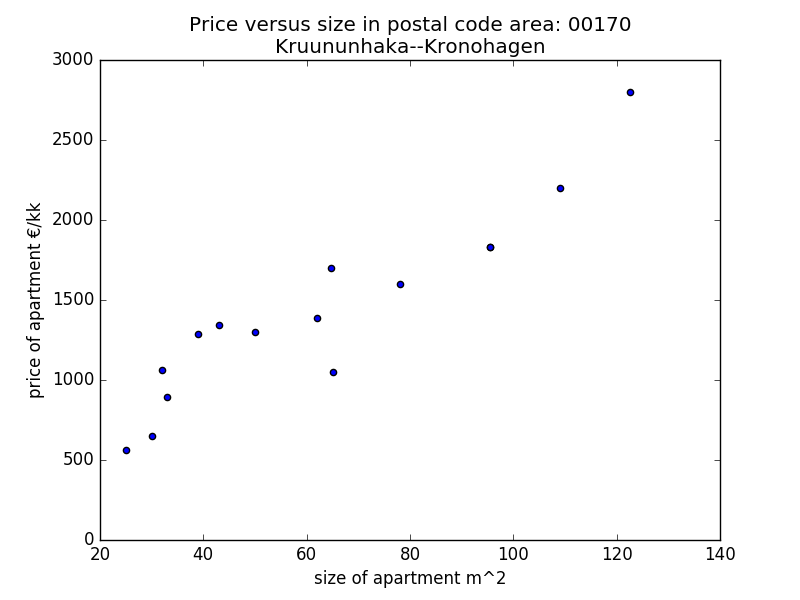 Price versus size in postal code area: 00170
Kruununhaka--Kronohagen
3000
2500
2000
1500
1000
500
0
price of apartment €/kk
20 40 60 80 100 120 140
size of apartment m^2